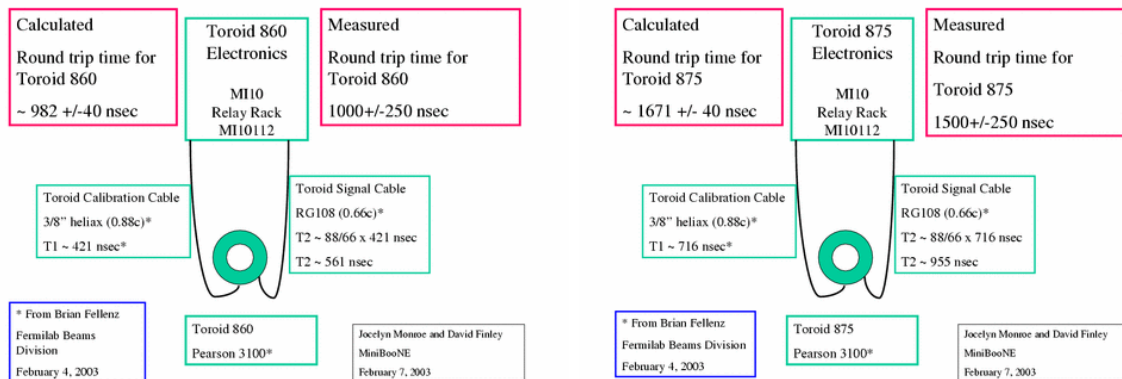 Calculated
Round trip time for
Toroid 860
~ 982 +/-40 nsec
Toroid 860
Electronics
MI10
Relay Rack
MI10112
Measured
Round trip time for
Toroid 860
1000+/-250 nsec
Toroid Calibration Cable
3/8” heliax (0.88c)*
T1 ~ 421 nsec*
Toroid Signal Cable
RG108 (0.66c)*
T2 ~ 88/66 x 421 nsec
T2 ~ 561 nsec
* From Brian Fellenz
Fermilab Beams
Division
February 4, 2003
Toroid 860
Pearson 3100*
Jocelyn Monroe and David Finley
MiniBooNE
February 7, 2003
Calculated
Round trip time for
Toroid 875
~ 1671 +/- 40 nsec
Toroid 875
Electronics
MI10
Relay Rack
MI10112
Measured
Round trip time for
Toroid 875
1500+/-250 nsec
Toroid Calibration Cable
3/8” heliax (0.88c)*
T1 ~ 716 nsec*
Toroid Signal Cable
RG108 (0.66c)*
T2 ~ 88/66 x 716 nsec
T2 ~ 955 nsec
* From Brian Fellenz
Fermilab Beams Division
February 4, 2003
Toroid 875
Pearson 3100*
Jocelyn Monroe and David Finley
MiniBooNE
February 7, 2003